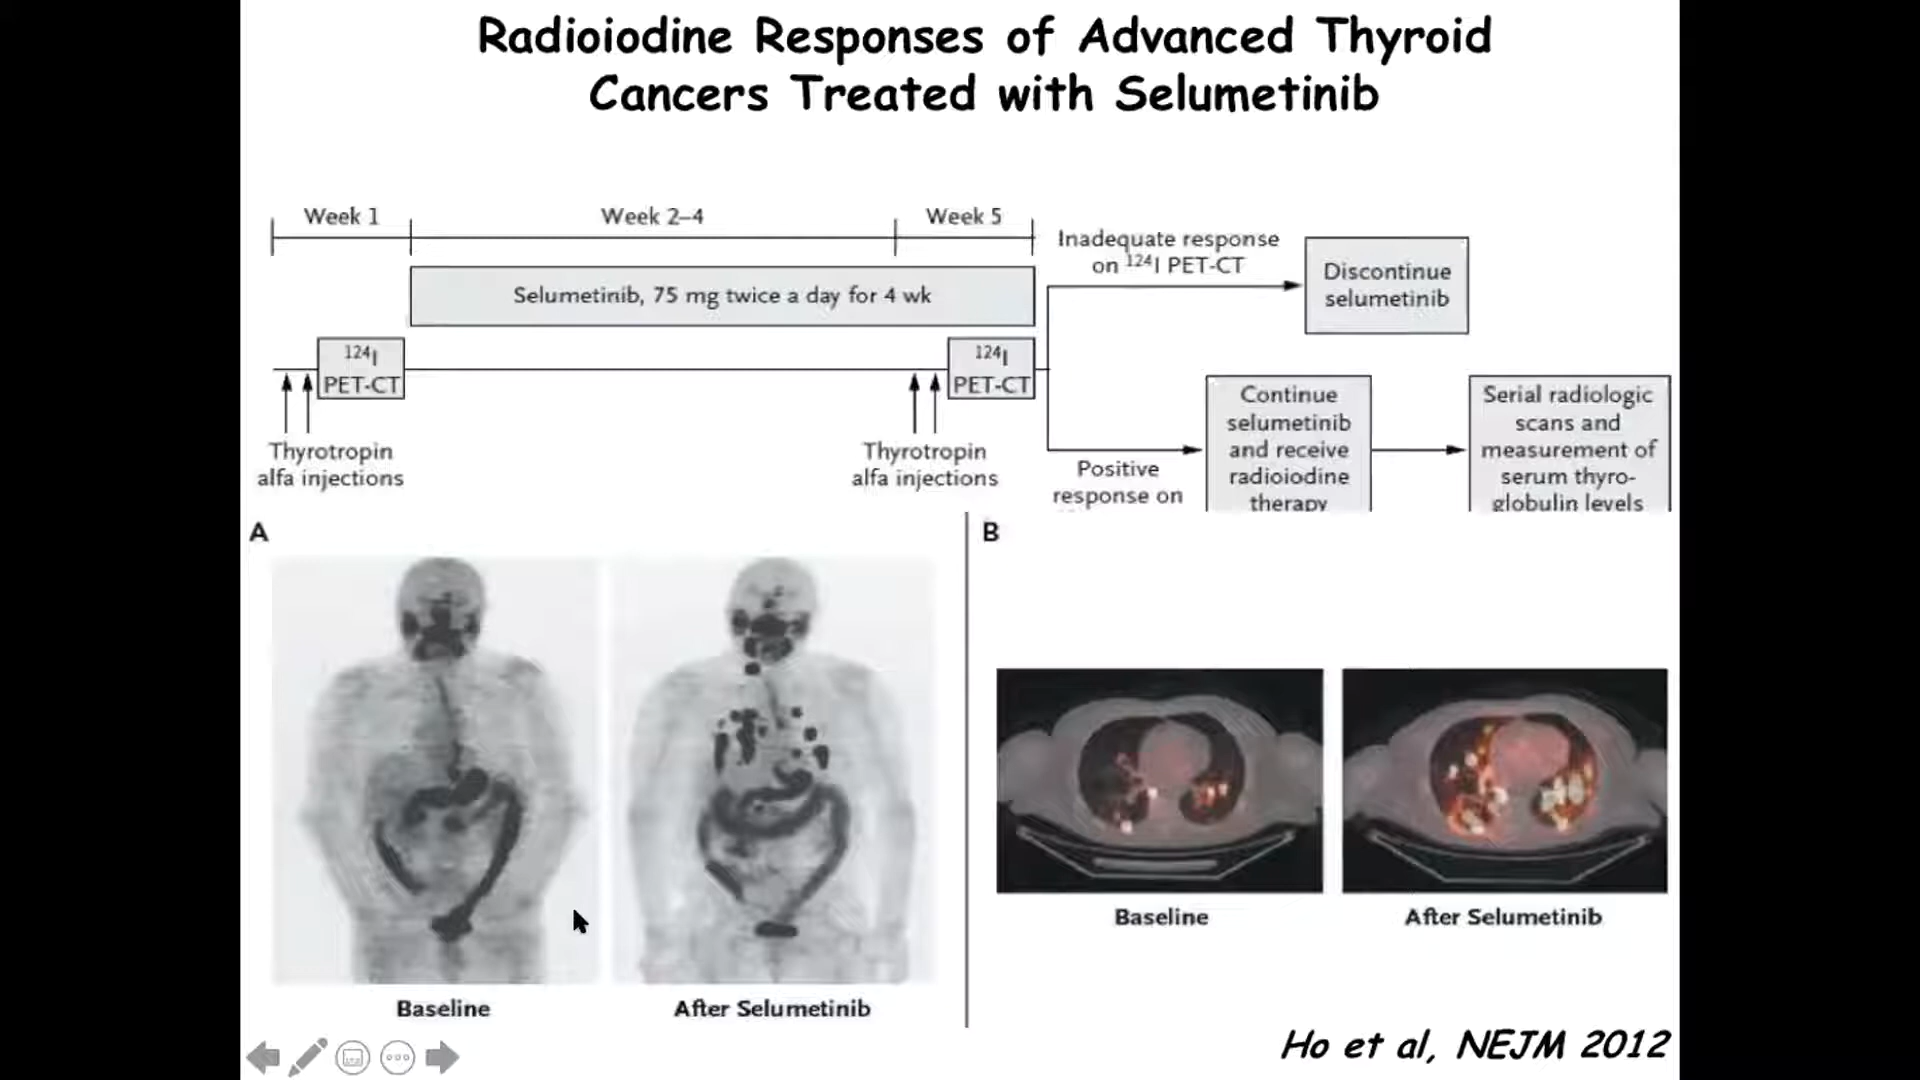 Radioiodine Responses of Advanced Thyroid
Cancers Treated with Selumetinib
Week 1
Week 2–4
Week 5
Selumetinib, 75 mg twice a day for 4 wk
124I
PET-CT
124I
PET-CT
Thyrotropin
alfa injections
Thyrotropin
alfa injections
Inadequate response
on 124I PET-CT
Discontinue
selumetinib
Positive
response on
Continue
selumetinib
and receive
radioiodine
therapy
Serial radiologic
scans and
measurement of
serum thyro-
globulin levels
A
Baseline
After Selumetinib
B
Baseline
After Selumetinib
Ho et al, NEJM 2012